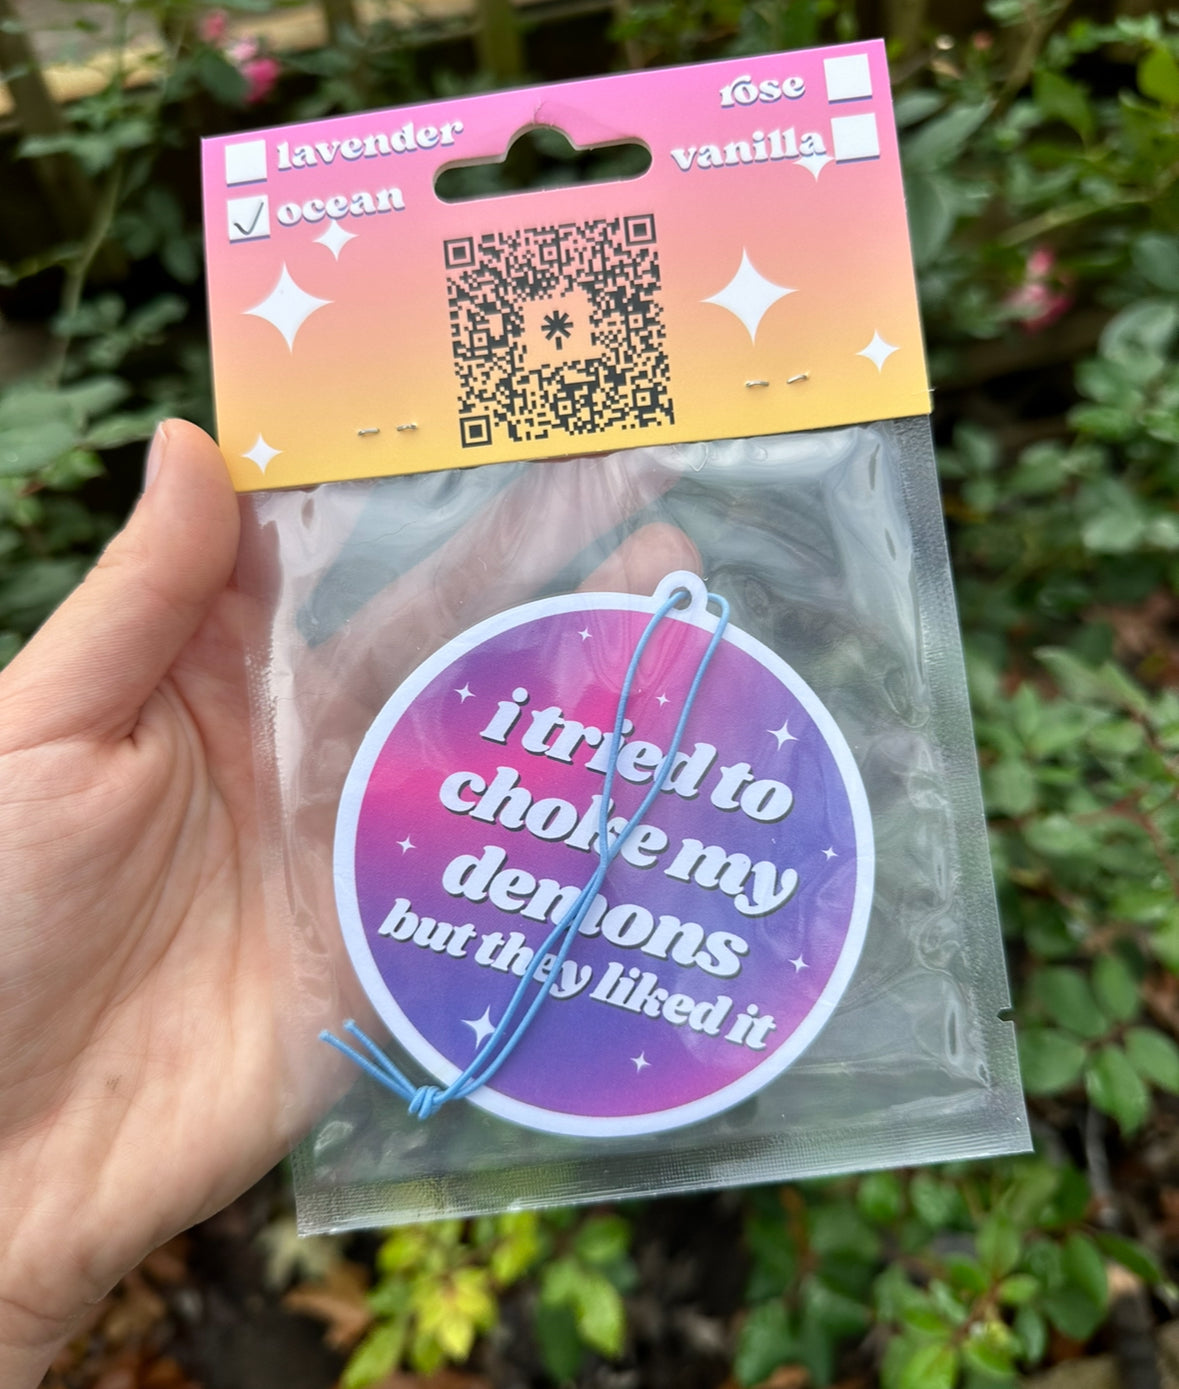 lavender
ocean
rose
vanilla
i tried to
choke my
demons
but they liked it